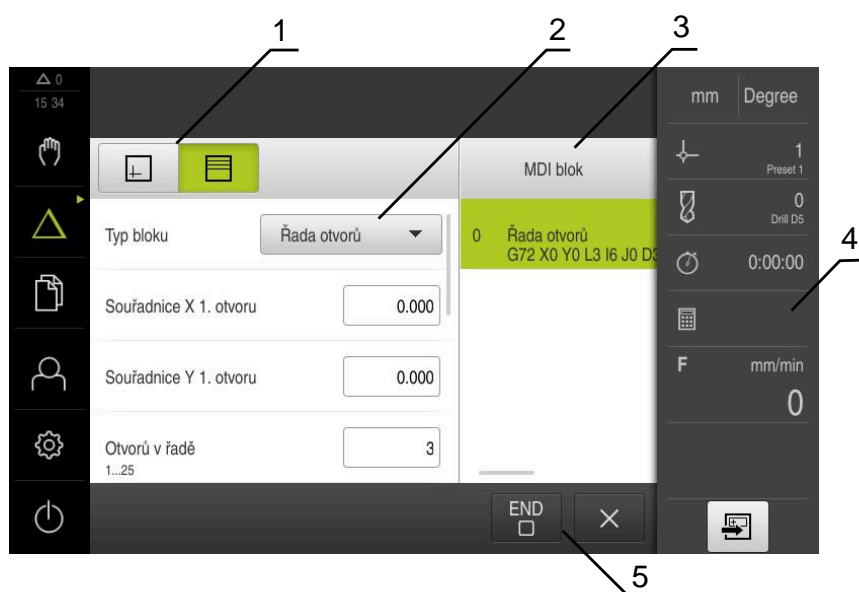 1
2
3
0
15 34
mm Degree
MDI blok
1
Preset 1
Typ bloku
Řada otvorů
0 Řada otvorů
G72 X0 Y0 L3 I6 J0 D3
0
Drill D5
4
0:00:00
Souřadnice X 1. otvoru
0.000
Souřadnice Y 1. otvoru
0.000
F mm/min
0
Otvorů v řadě
3
1...25
END
5